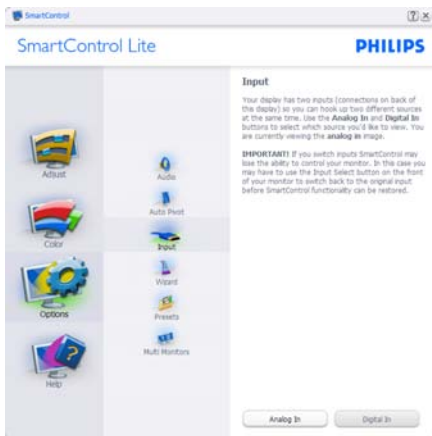 SmartControl
SmartControl Lite
PHILIPS
Adjust
Color
Options
Help
Audio
Auto Pivot
Input
Wizard
Presets
Multi Monitors
Input
Your display has two inputs (connections on back of
this display) so you can hook up two different sources
at the same time. Use the Analog In and Digital In
buttons to select which source you'd like to view. You
are currently viewing the analog in image.
IMPORTANT! If you switch inputs SmartControl may
lose the ability to control your monitor. In this case you
may have to use the Input Select button on the front
of your monitor to switch back to the original input
before SmartControl functionality can be restored.
Analog In
Digital In